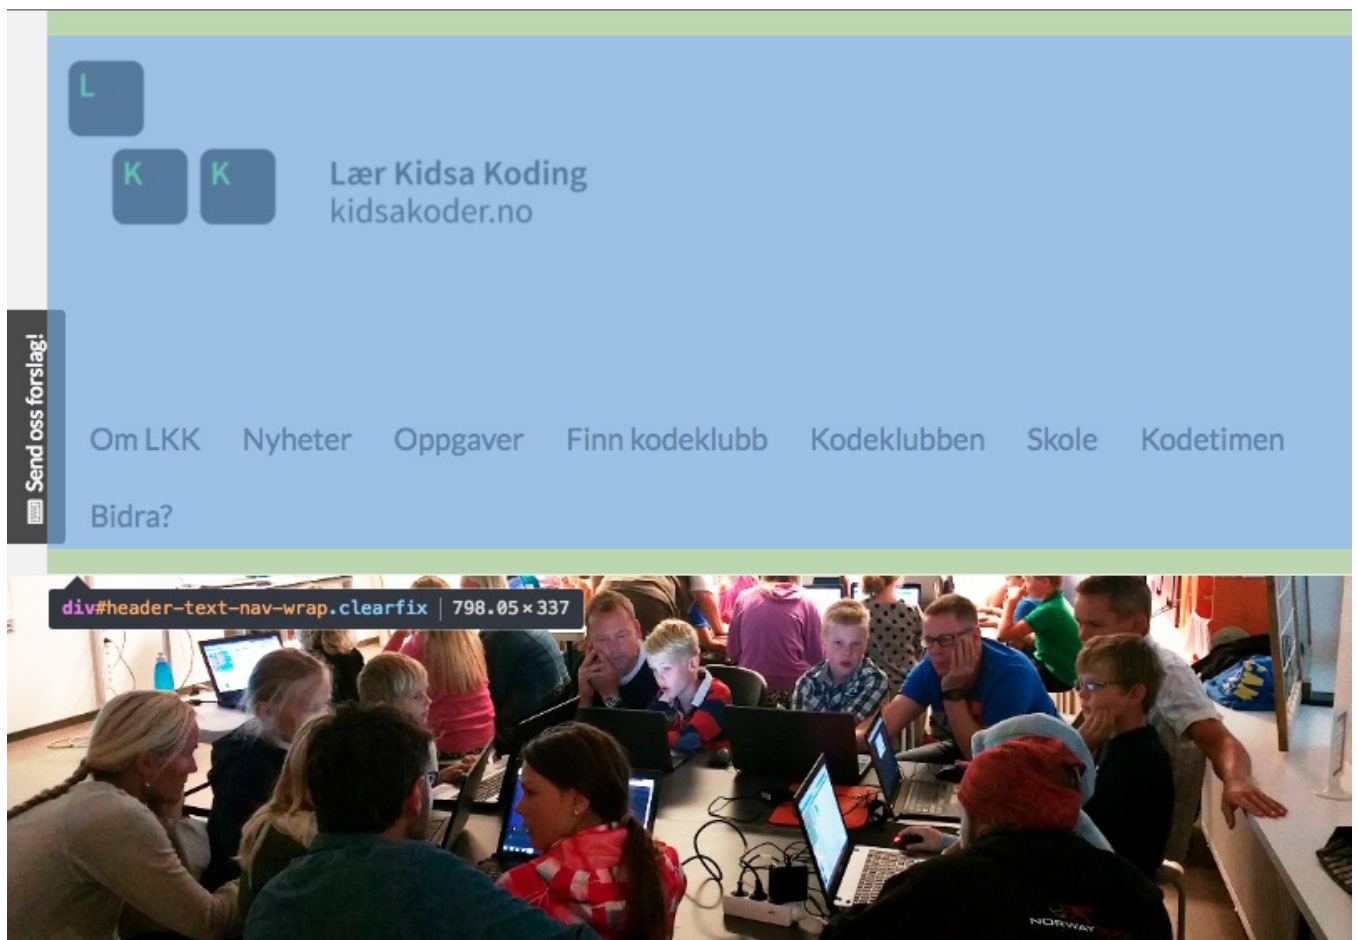 L
K K
Lær Kidsa Koding
kidsakoder.no
Send oss forslag!
Om LKK Nyheter Oppgaver Finn kodeklubb Kodeklubben Skole Kodetimen
Bidra?
div#header-text-nav-wrap.clearfix 798.05×337
NORWAY